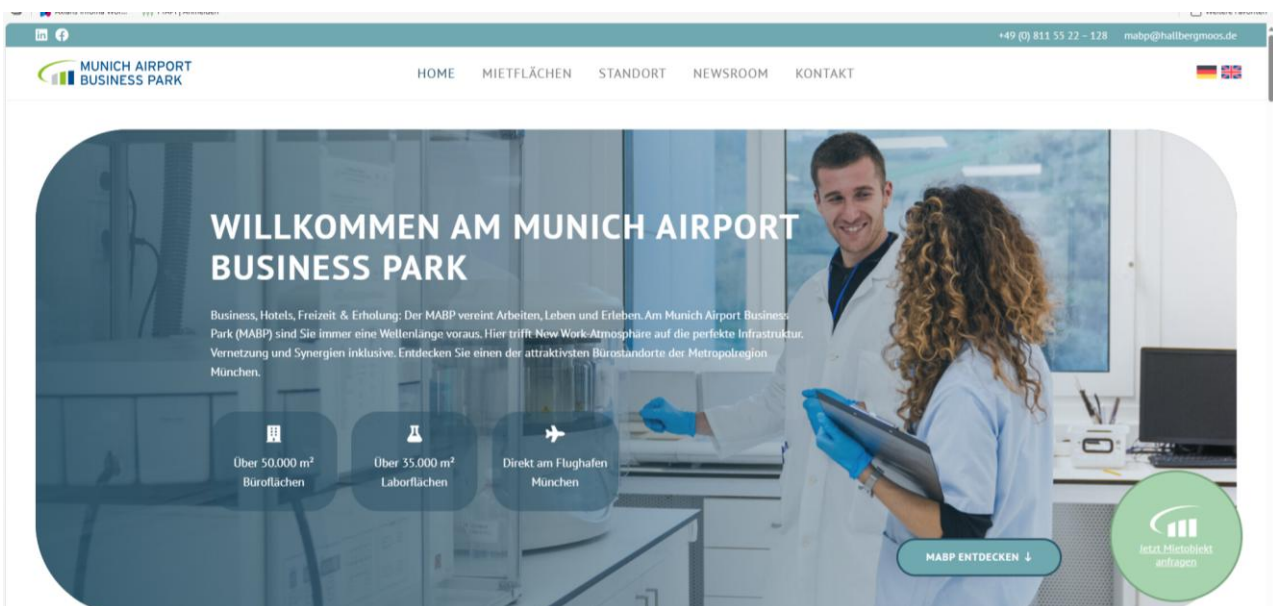 +49 (0) 811 55 22 – 128 mabp@hallbergmoos.de
MUNICH AIRPORT
BUSINESS PARK
HOME MIETFLÄCHEN STANDORT NEWSROOM KONTAKT
WILLKOMMEN AM MUNICH AIRPORT
BUSINESS PARK
Business, Hotels, Freizeit & Erholung: Der MABP vereint Arbeiten, Leben und Erleben. Am Munich Airport Business
Park (MABP) sind Sie immer eine Wellenlänge voraus. Hier trifft New Work-Atmosphäre auf die perfekte Infrastruktur.
Vernetzung und Synergien inklusive. Entdecken Sie einen der attraktivsten Bürostandorte der Metropolregion
München.
Über 50.000 m²
Büroflächen
Über 35.000 m²
Laborflächen
Direkt am Flughafen
München
MABP ENTDECKEN ↓
Jetzt Mietobjekt
anfragen